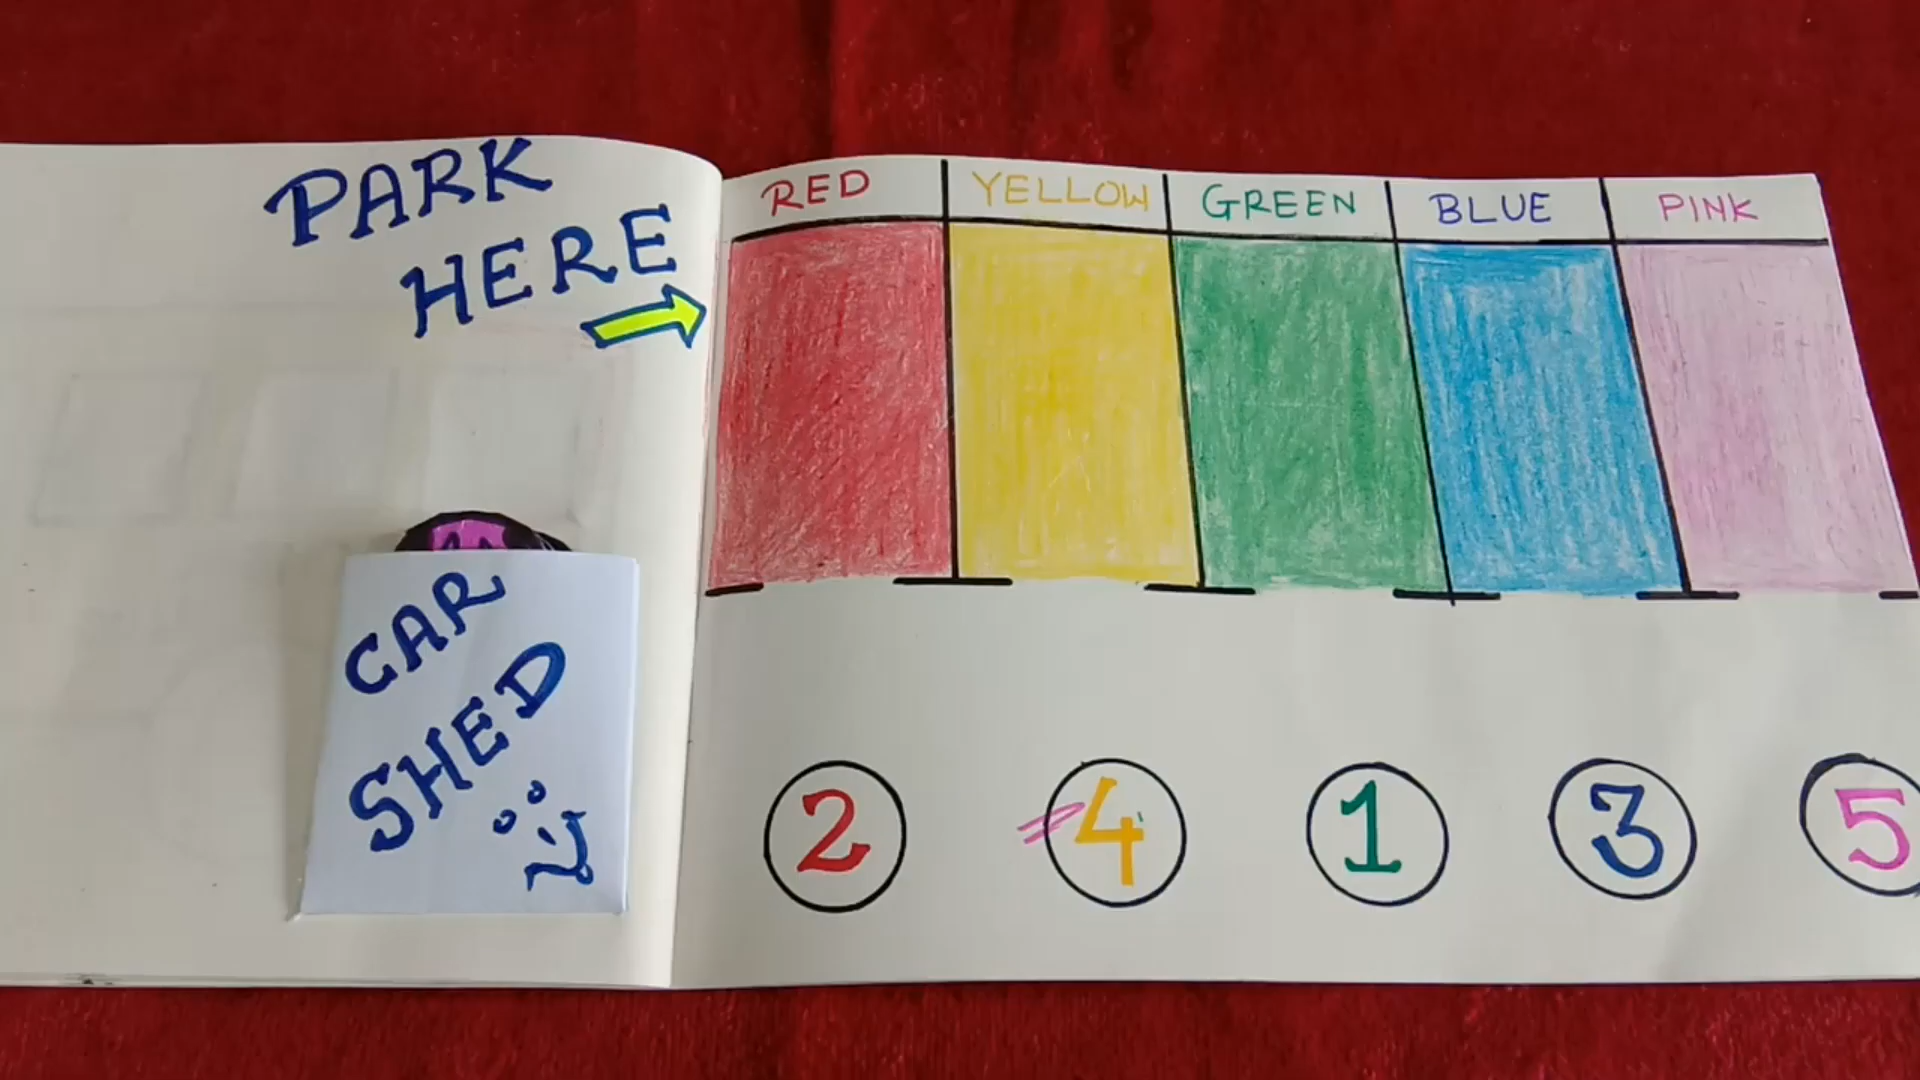 PARK
HERE
CAR
SHED
RED YELLOW GREEN BLUE PINK
2 4 1 3 5